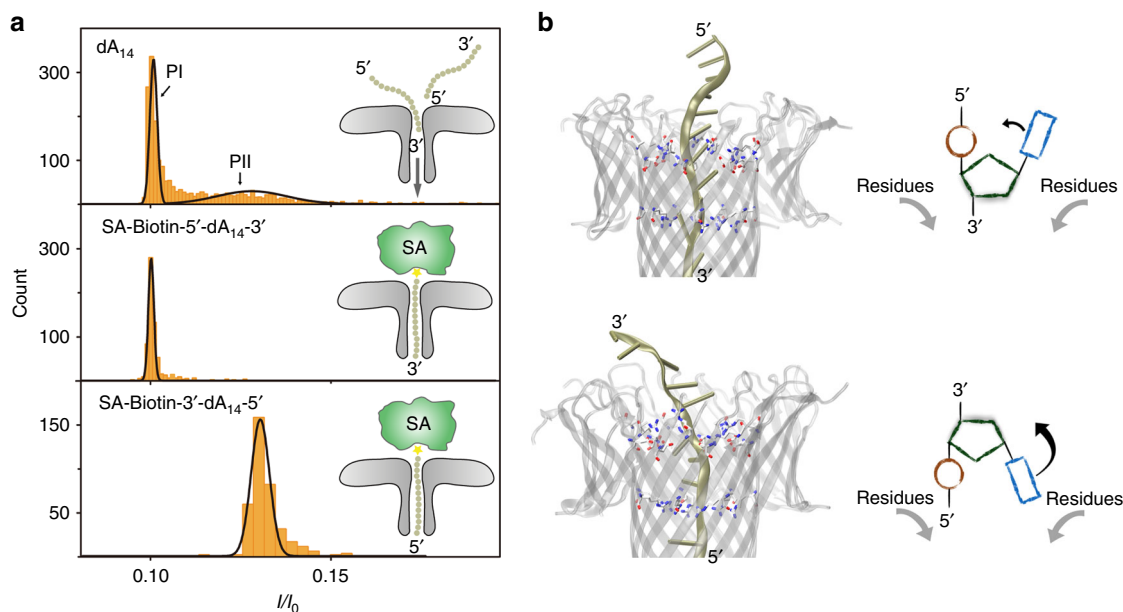 a
dA₁₄
PI
PII
300
100
5′
3′
5′
3′
SA-Biotin-5′-dA₁₄-3′
SA
3′
300
100
Count
SA-Biotin-3′-dA₁₄-5′
SA
5′
150
50
0.10
0.15
I/I₀
b
5′
3′
5′
Residues
Residues
3′
3′
5′
3′
Residues
Residues
5′